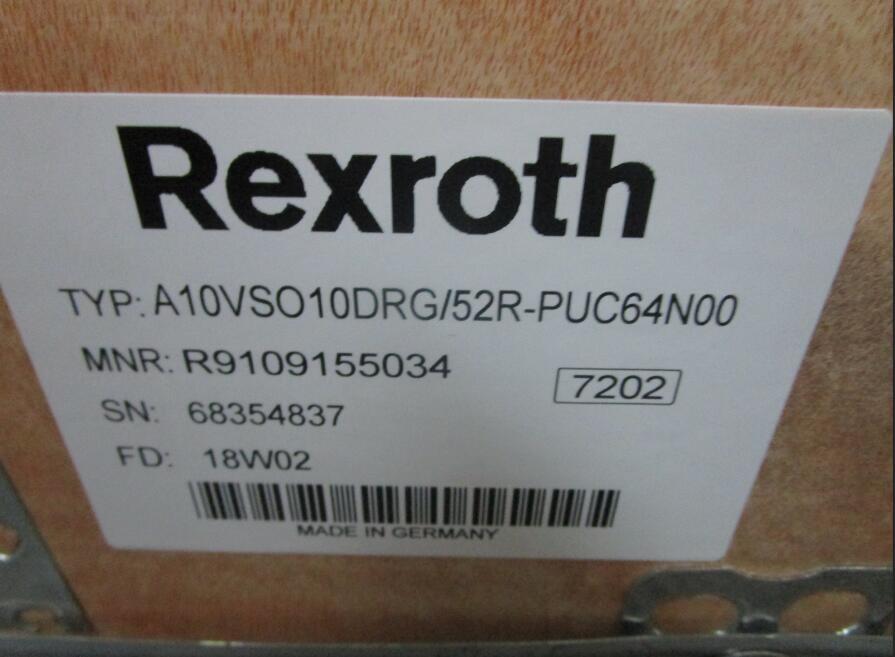 Rexroth
TYP: A10VSO10DRG/52R-PUC64N00
MNR: R9109155034
7202
SN: 68354837
FD: 18W02
MADE IN GERMANY